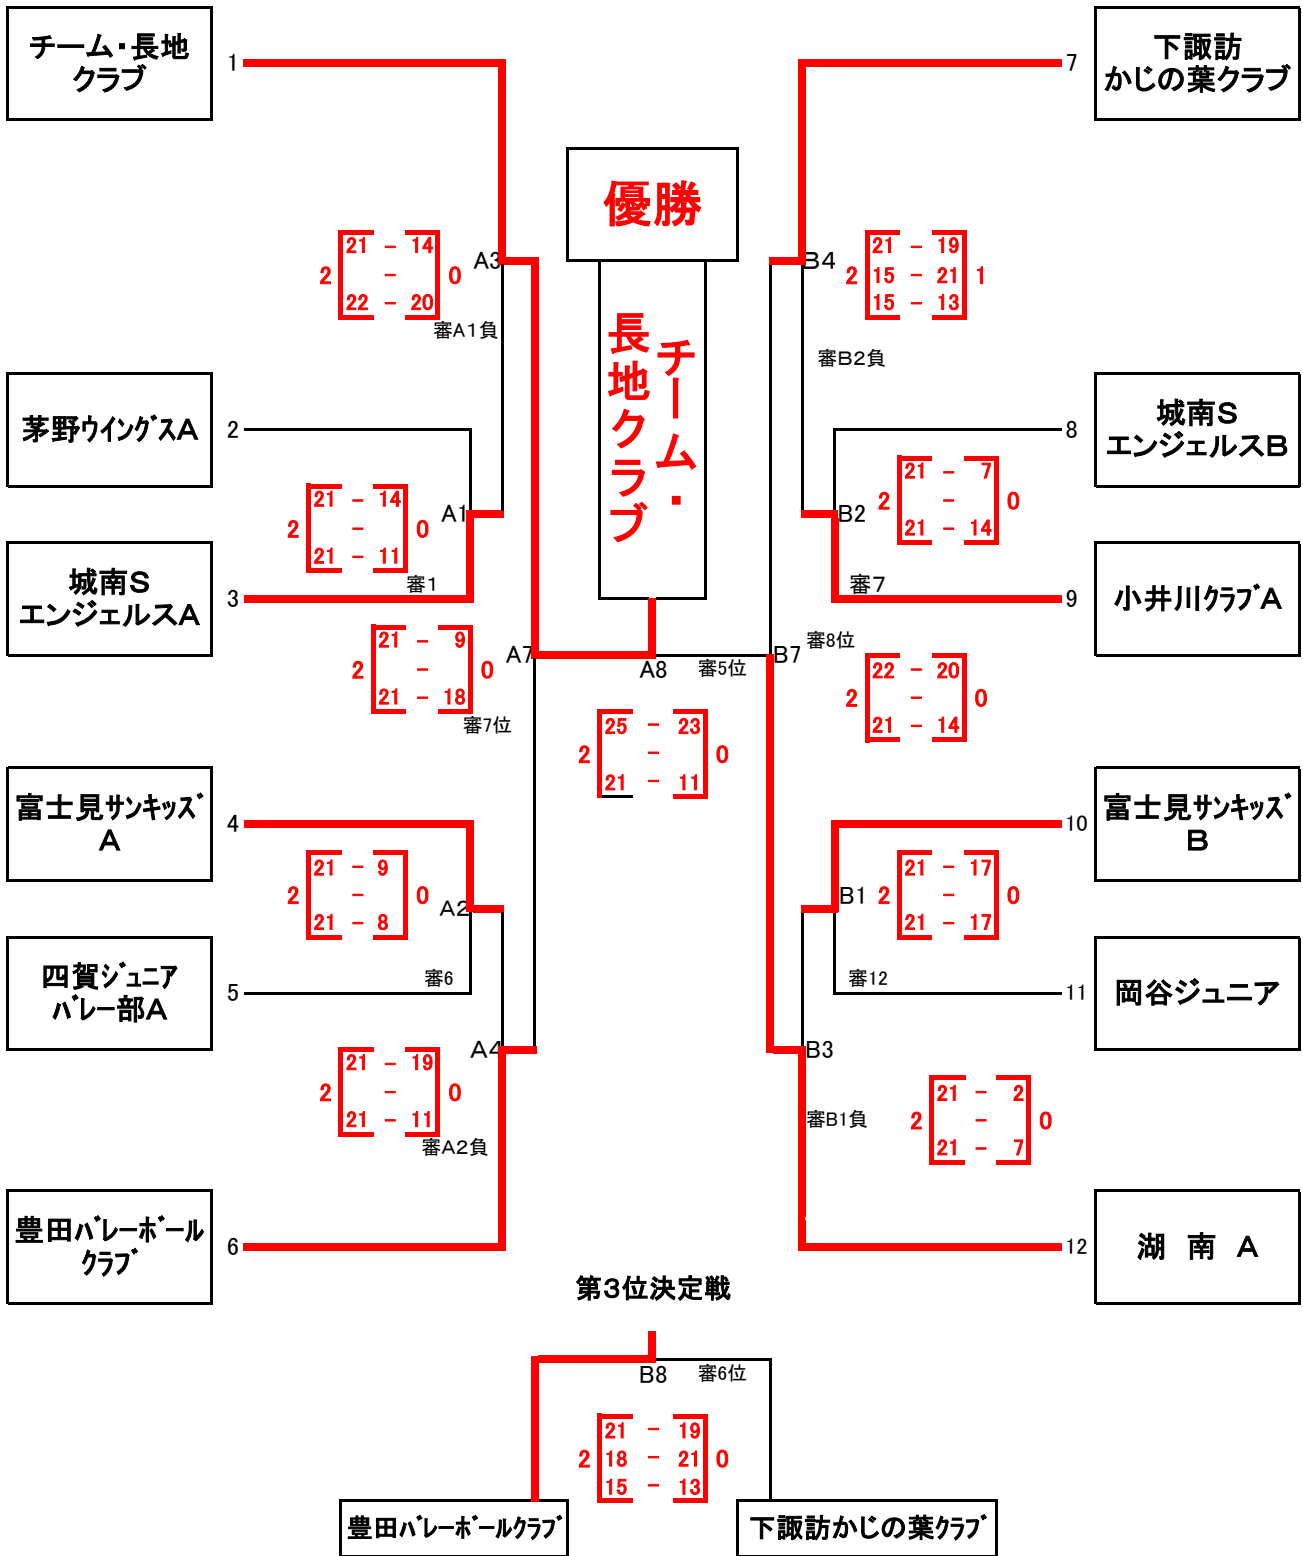 チーム・長地
クラブ
1
7
下諏訪
かじの葉クラブ
優勝
チーム・
長地クラブ
21 - 14
2 - 0
22 - 20
A3
審A1負
B4
21 - 19
2 15 - 21 1
15 - 13
審B2負
茅野ウイングスA
2
8
城南S
エンジェルスB
21 - 14
2 - 0
21 - 11
A1
審1
B2
21 - 7
2 - 0
21 - 14
審7
城南S
エンジェルスA
3
9
小井川クラブA
21 - 9
2 - 0
21 - 18
A7
審7位
A8
審5位
B7
審8位
22 - 20
2 - 0
21 - 14
25 - 23
2 - 0
21 - 11
富士見サンキッズ
A
4
10
富士見サンキッズ
B
21 - 9
2 - 0
21 - 8
A2
審6
B1
21 - 17
2 - 0
21 - 17
審12
四賀ジュニア
バレー部A
5
11
岡谷ジュニア
21 - 19
2 - 0
21 - 11
A4
審A2負
B3
審B1負
21 - 2
2 - 0
21 - 7
豊田バレーボール
クラブ
6
12
湖 南 A
第3位決定戦
B8
審6位
21 - 19
2 18 - 21 0
15 - 13
豊田バレーボールクラブ
下諏訪かじの葉クラブ